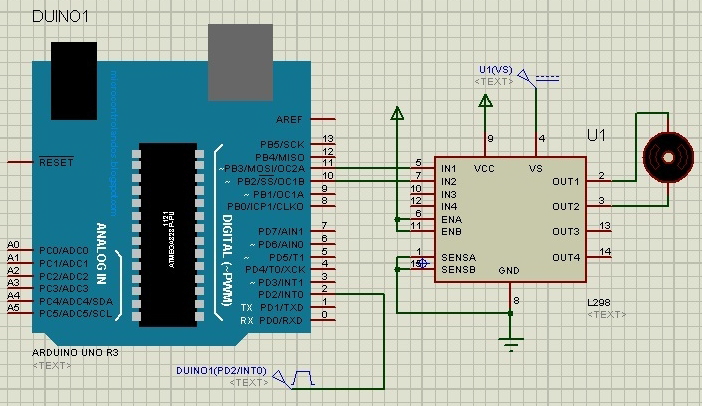 DUINO1
microcontrolandos.blogspot.com
AREF
RESET
PB5/SCK 13
PB4/MISO 12
~PB3/MOSI/OC2A 11
~ PB2/SS/OC1B 10
~ PB1/OC1A 9
PB0/ICP1/CLKO 8
1121
ATMEGA328P-PU
ANALOG IN
DIGITAL (~PWM)
PD7/AIN1 7
~ PD6/AIN0 6
~ PD5/T1 5
PD4/T0/XCK 4
~ PD3/INT1 3
PD2/INT0 2
TX PD1/TXD 1
RX PD0/RXD 0
A0 PC0/ADC0
A1 PC1/ADC1
A2 PC2/ADC2
A3 PC3/ADC3
A4 PC4/ADC4/SDA
A5 PC5/ADC5/SCL
ARDUINO UNO R3
<TEXT>
DUINO1(PD2/INT0)
<TEXT>
U1(VS)
<TEXT>
U1
9
4
VCC
VS
5 IN1
7 IN2
10 IN3
12 IN4
6 ENA
11 ENB
1 SENSA
15 SENSB
OUT1 2
OUT2 3
OUT3 13
OUT4 14
GND
8
L298
<TEXT>